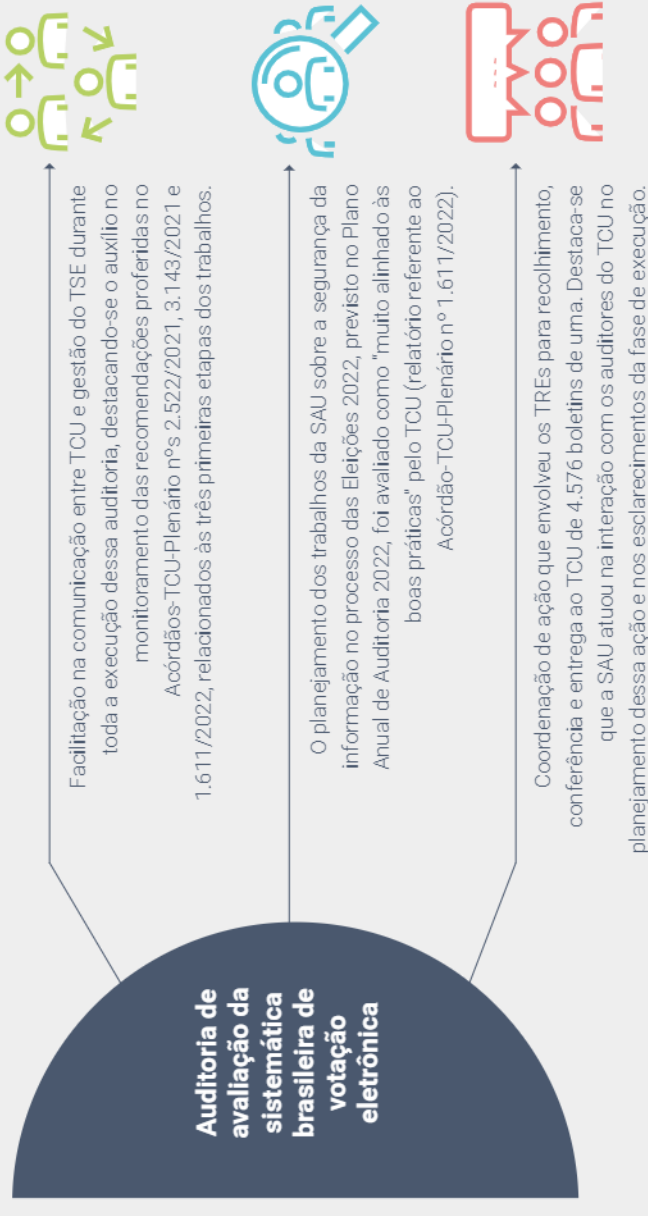 Auditoria de
avaliação da
sistemática
brasileira de
votação
eletrônica
Facilitação na comunicação entre TCU e gestão do TSE durante
toda a execução dessa auditoria, destacando-se o auxílio no
monitoramento das recomendações proferidas no
Acórdãos-TCU-Plenário nºs 2.522/2021, 3.143/2021 e
1.611/2022, relacionados às três primeiras etapas dos trabalhos.
O planejamento dos trabalhos da SAU sobre a segurança da
informação no processo das Eleições 2022, previsto no Plano
Anual de Auditoria 2022, foi avaliado como "muito alinhado às
boas práticas" pelo TCU (relatório referente ao
Acórdão-TCU-Plenário nº 1.611/2022).
Coordenação de ação que envolveu os TREs para recolhimento,
conferência e entrega ao TCU de 4.576 boletins de uma. Destaca-se
que a SAU atuou na interação com os auditores do TCU no
planejamento dessa ação e nos esclarecimentos da fase de execução.